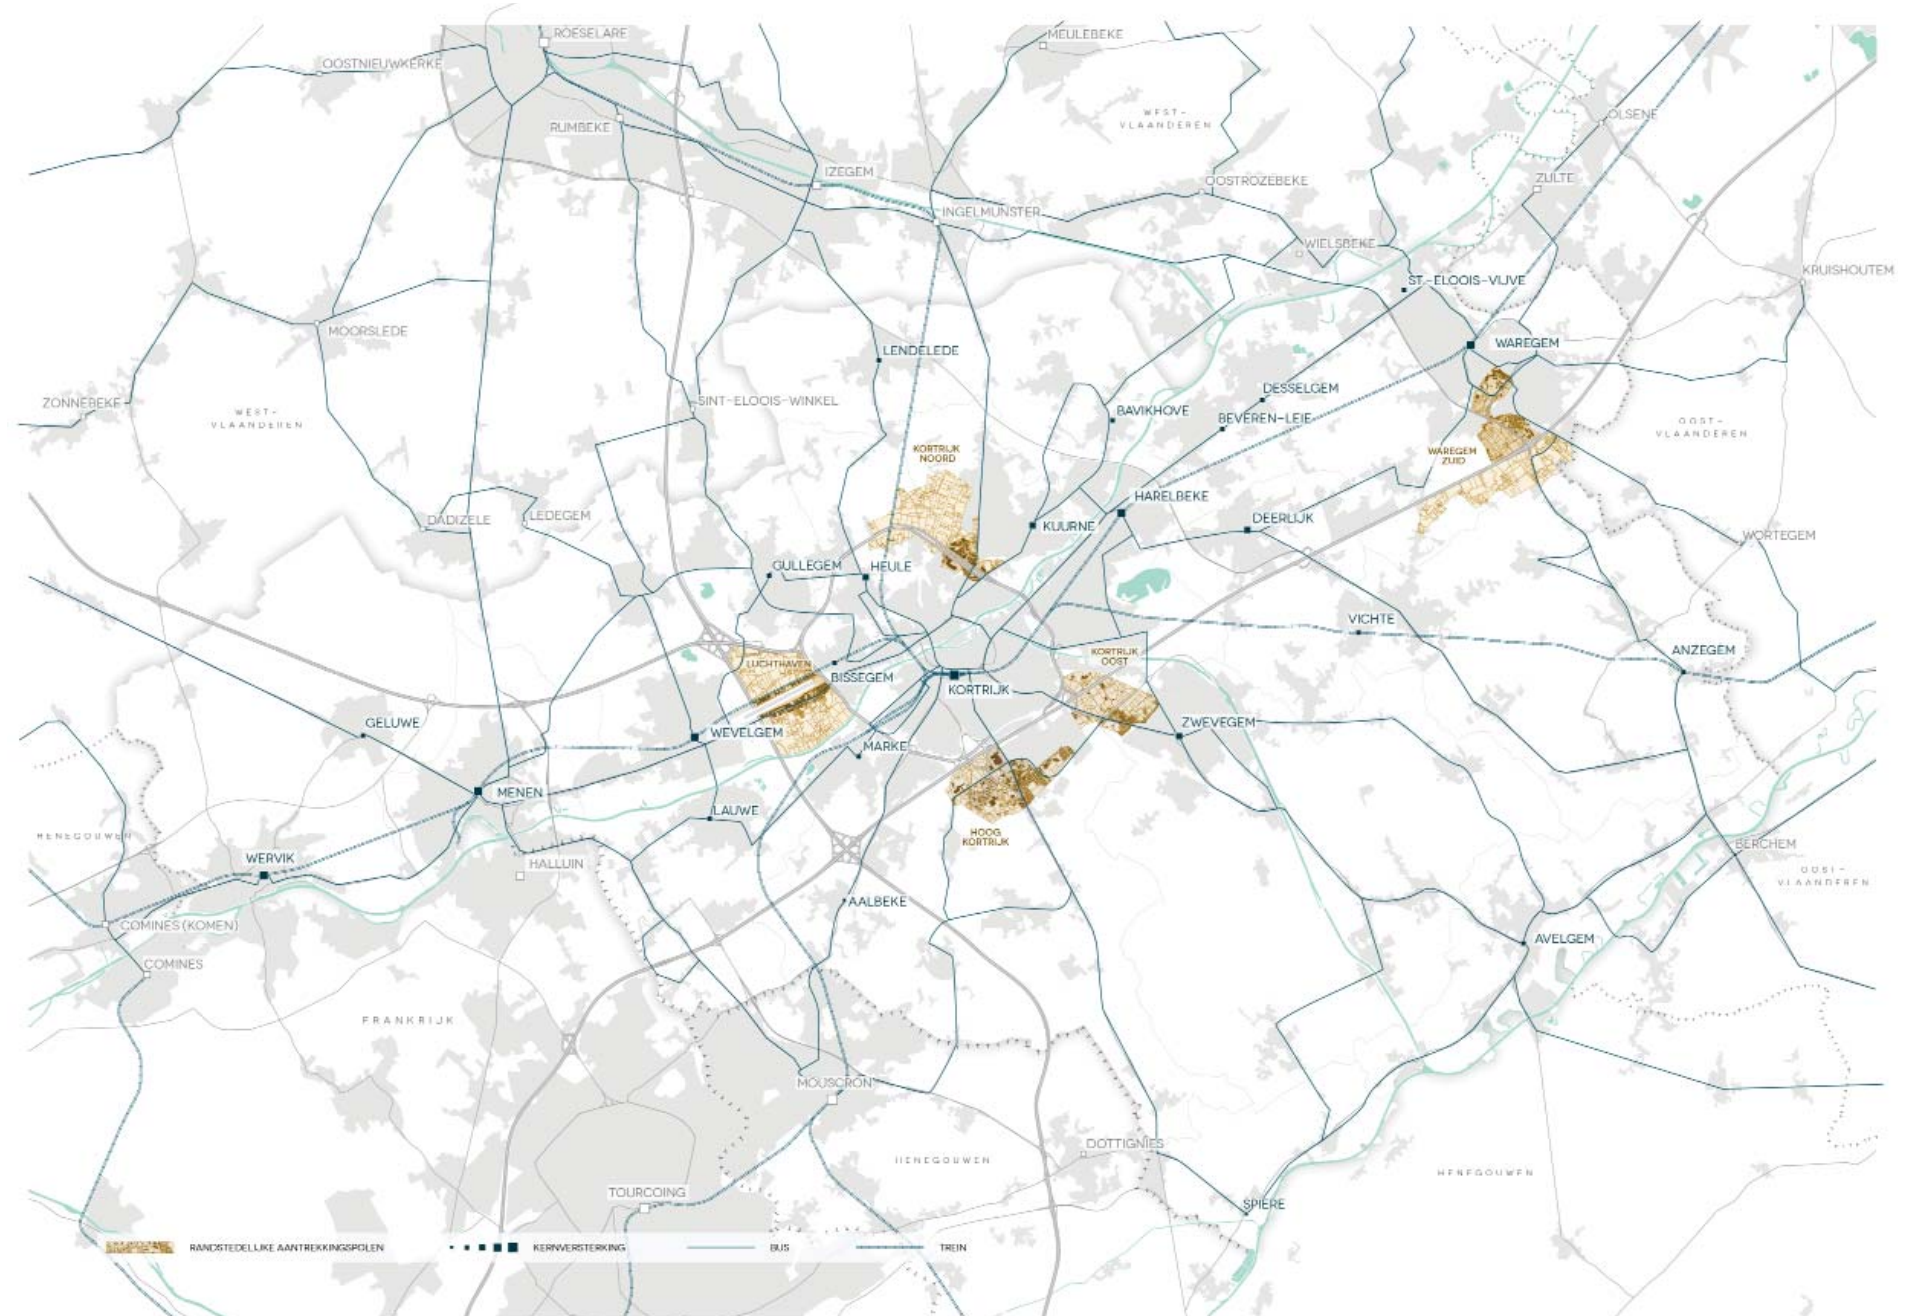 ROESELARE
MEULEBEKE
OOSTNIEUWKERKE
WEST-
VLAANDEREN
OLSENE
RUMBEKE
IZEGEM
OOSTROZEBEKE
ZULTE
INGELMUNSTER
WIELSBEKE
KRUISHOUTEM
ST.-ELOOIS-VIJVE
MOORSLEDE
WAREGEM
LENDELEDE
DESSELGEM
ZONNEBEKE
SINT-ELOOIS-WINKEL
BAVIKHOVE
WEST-
VLAANDEREN
BEVEREN-LEIE
OOST-
VLAANDEREN
KORTRIJK
NOORD
WAREGEM
ZUID
HARELBEKE
DADIZELE
LEDEGEM
KUURNE
DEERLIJK
WORTEGEM
GULLEGEM
HEULE
VICHTE
KORTRIJK
OOST
ANZEGEM
LUCHTHAVEN
BISSEGEM
KORTRIJK
GELUWE
WEVELGEM
ZWEVEGEM
MARKE
MENEN
LAUWE
HENEGOUWEN
HOOG
KORTRIJK
BERCHEM
WERVIK
HALLUIN
OOST-
VLAANDEREN
AALBEKE
COMINES (KOMEN)
AVELGEM
COMINES
FRANKRIJK
MOUSCRON
DOTTIGNIES
HENEGOUWEN
HENEGOUWEN
TOURCOING
SPIERE
RANDSTEDELIJKE AANTREKKINGSPOLEN
KERNVERSTERKING
BUS
TREIN